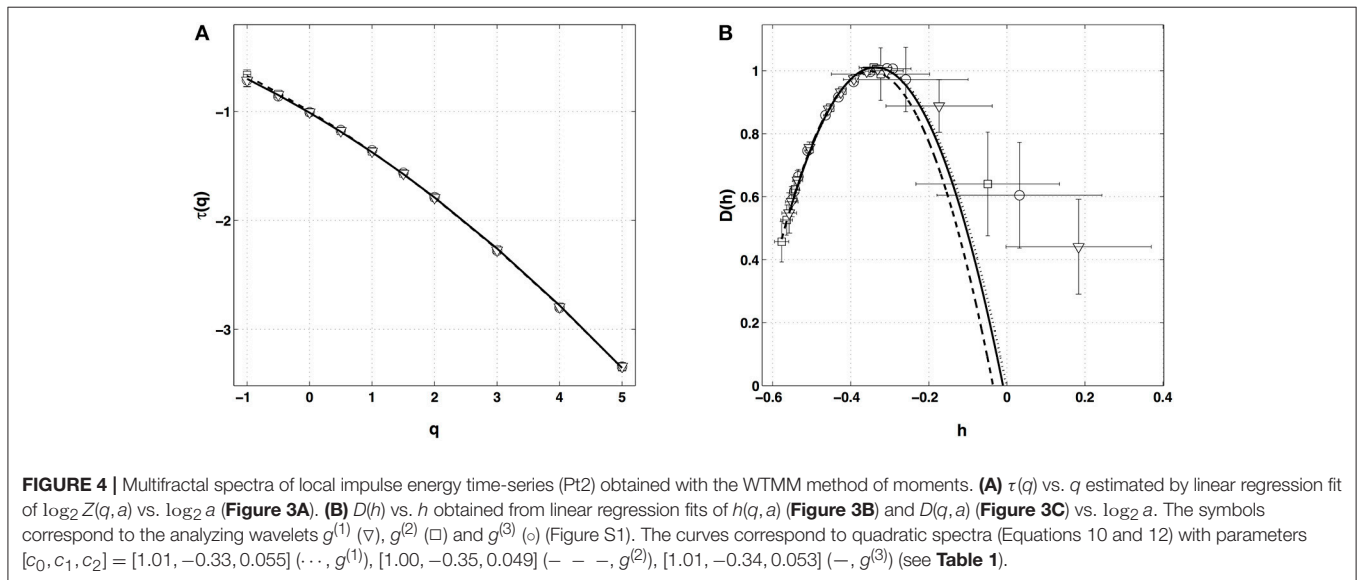 A
B
τ(q)
−1
−2
−3
−1
0
1
2
3
4
5
q
D(h)
1
0.8
0.6
0.4
0.2
0
−0.6
−0.4
−0.2
0
0.2
0.4
h
FIGURE 4 | Multifractal spectra of local impulse energy time-series (Pt2) obtained with the WTMM method of moments. (A) τ(q) vs. q estimated by linear regression fit
of log₂ Z(q, a) vs. log₂ a (Figure 3A). (B) D(h) vs. h obtained from linear regression fits of h(q, a) (Figure 3B) and D(q, a) (Figure 3C) vs. log₂ a. The symbols
correspond to the analyzing wavelets g⁽¹⁾ (▽), g⁽²⁾ (□) and g⁽³⁾ (○) (Figure S1). The curves correspond to quadratic spectra (Equations 10 and 12) with parameters
[c₀, c₁, c₂] = [1.01, −0.33, 0.055] (⋯, g⁽¹⁾), [1.00, −0.35, 0.049] (− − −, g⁽²⁾), [1.01, −0.34, 0.053] (—, g⁽³⁾) (see Table 1).